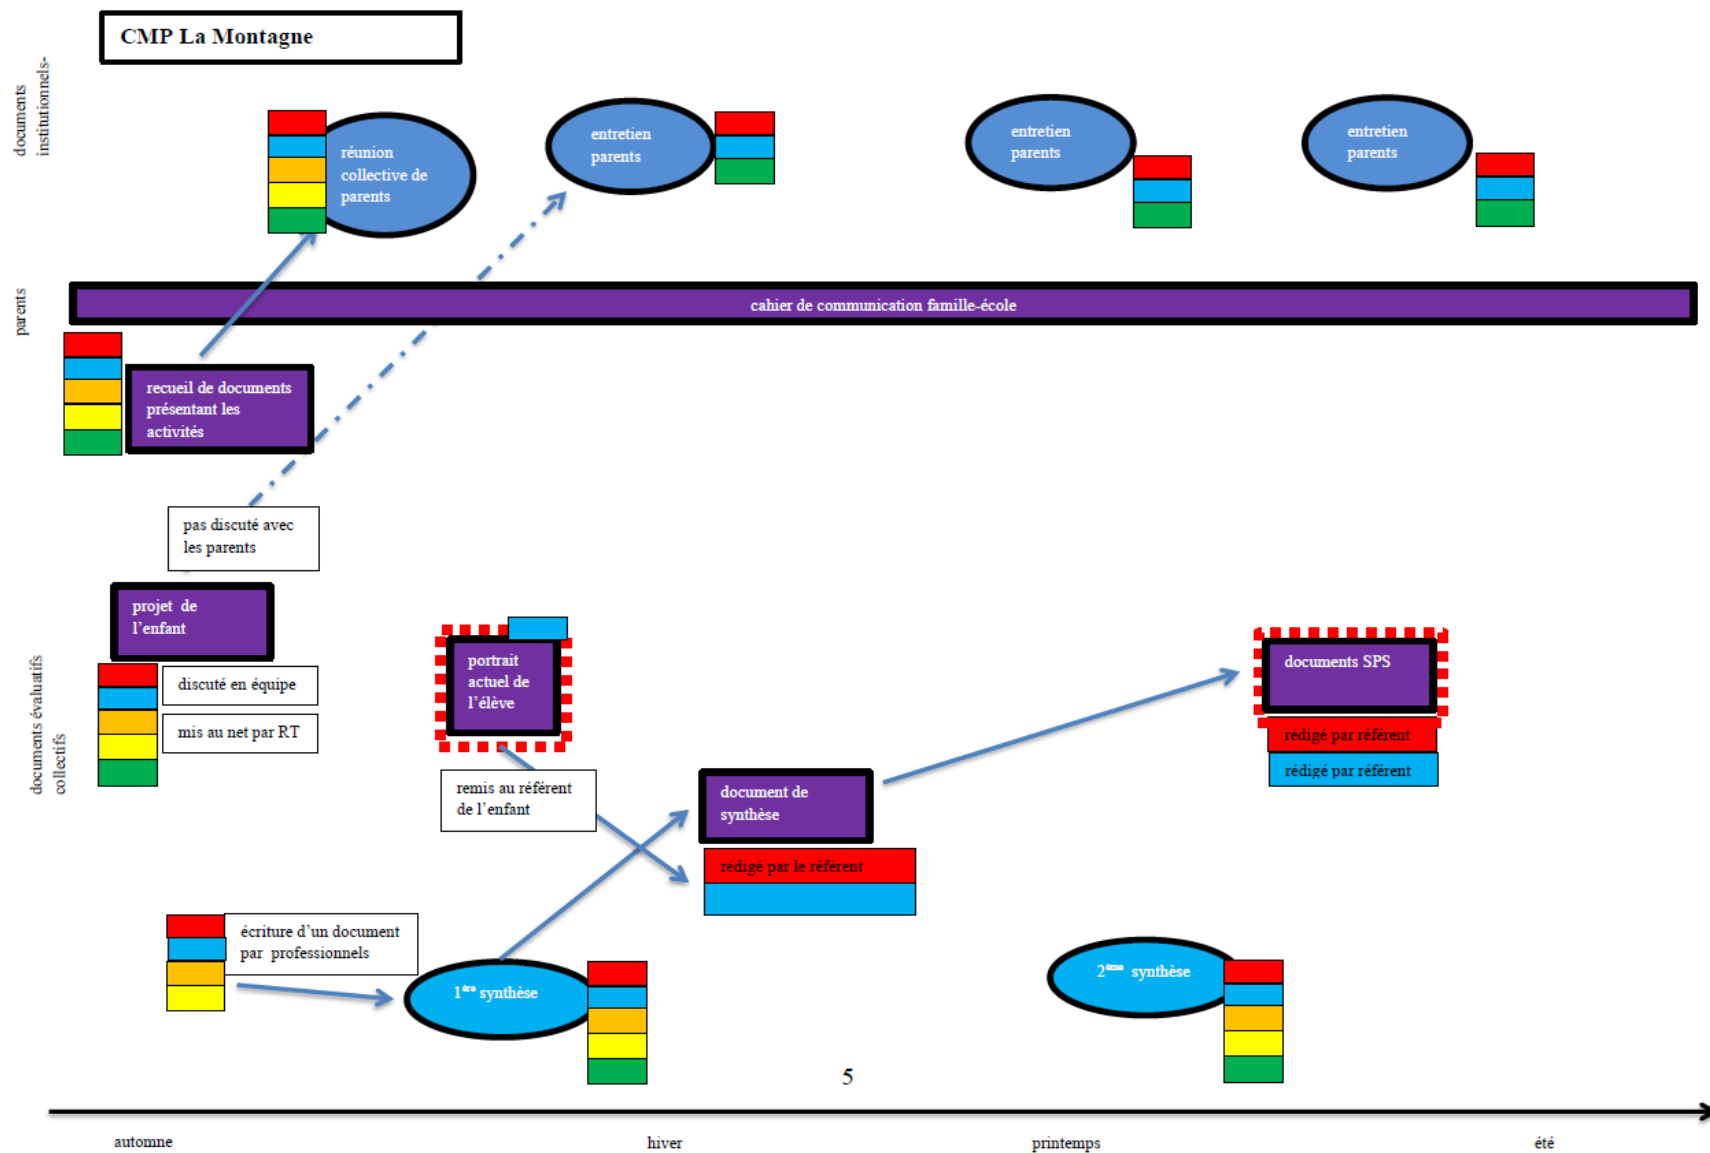 CMP La Montagne
documents
institutionnels-
réunion
collective de
parents
entretien
parents
entretien
parents
entretien
parents
parents
cahier de communication famille-école
recueil de documents
présentant les
activités
pas discuté avec
les parents
documents évaluatifs
collectifs
projet de
l'enfant
discuté en équipe
mis au net par RT
portrait
actuel de
l'élève
remis au référent
de l'enfant
document de
synthèse
rédigé par le référent
documents SPS
rédigé par référent
rédigé par référent
écriture d'un document
par professionnels
1ère synthèse
2ème synthèse
5
automne
hiver
printemps
été